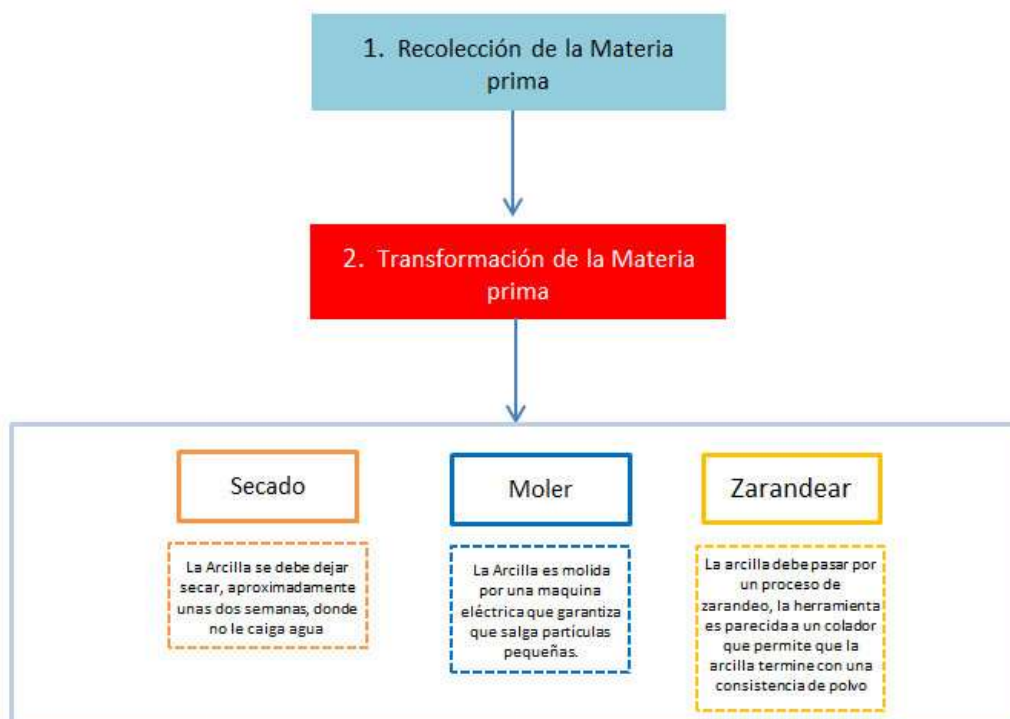 1. Recolección de la Materia
prima
2. Transformación de la Materia
prima
Secado
Moler
Zarandear
La Arcilla se debe dejar
secar, aproximadamente
unas dos semanas, donde
no le caiga agua
La Arcilla es molida
por una maquina
eléctrica que garantiza
que salga partículas
pequeñas.
La arcilla debe pasar por
un proceso de
zarandeo, la herramienta
es parecida a un colador
que permite que la
arcilla termine con una
consistencia de polvo